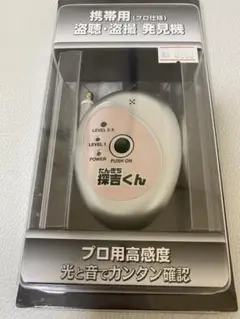 携帯用(プロ仕様)
盗聴・盗撮 発見機
LEVEL 2-5
LEVEL 1
POWER
PUSH ON
たんきち
探吉くん
プロ用高感度
光と音でカンタン確認